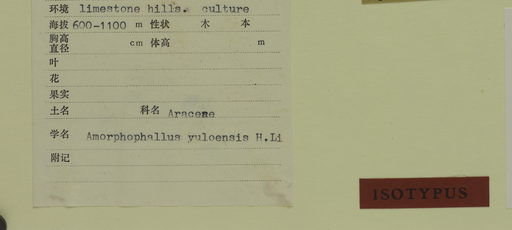 环境 limestone hills. culture
海拔 600-1100 m 性状 木 本
胸高
直径 cm 体高 m
叶
花
果实
土名 科名 Araceae
学名 Amorphophallus yuloensis H.Li
附记
ISOTYPUS